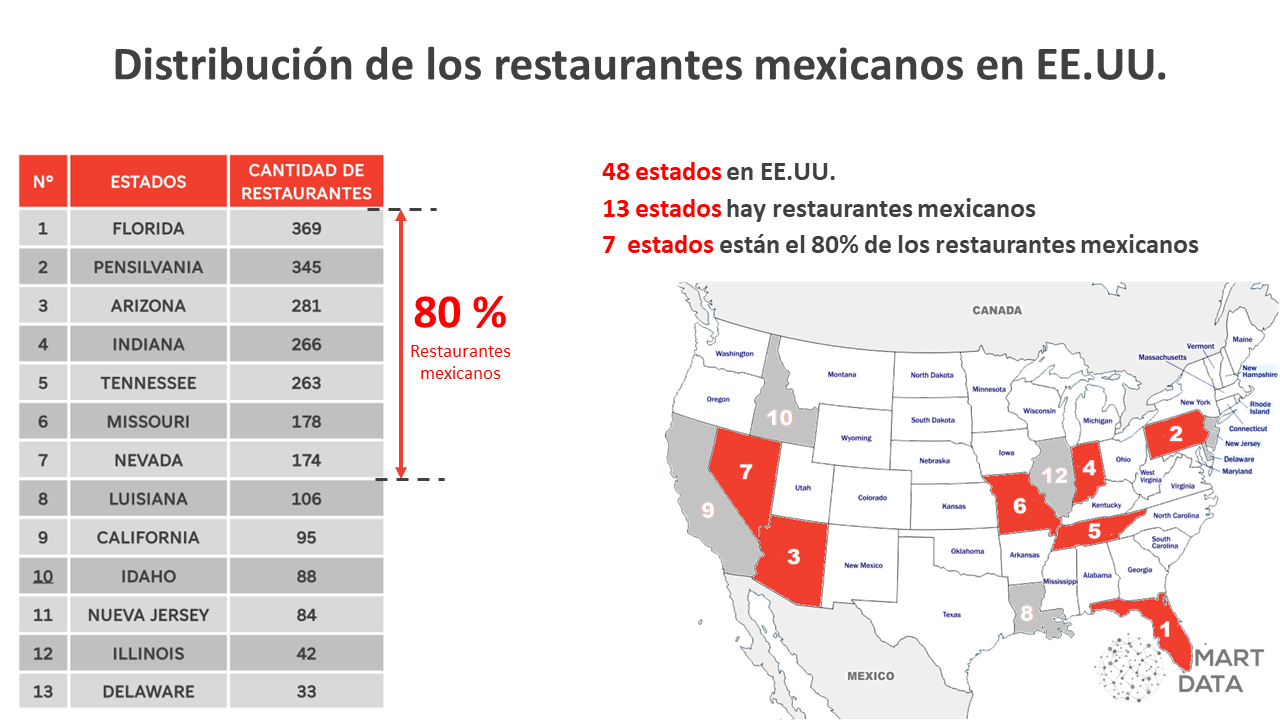 Distribución de los restaurantes mexicanos en EE.UU.
N° ESTADOS CANTIDAD DE RESTAURANTES
1 FLORIDA 369
2 PENSILVANIA 345
3 ARIZONA 281
4 INDIANA 266
5 TENNESSEE 263
6 MISSOURI 178
7 NEVADA 174
8 LUISIANA 106
9 CALIFORNIA 95
10 IDAHO 88
11 NUEVA JERSEY 84
12 ILLINOIS 42
13 DELAWARE 33
80 %
Restaurantes
mexicanos
48 estados en EE.UU.
13 estados hay restaurantes mexicanos
7 estados están el 80% de los restaurantes mexicanos
CANADA
Washington
Montana
North Dakota
Minnesota
Vermont
Maine
Massachusetts
New
Hampshire
Oregon
10
South Dakota
Wisconsin
Michigan
New York
Rhode
Island
Connecticut
Wyoming
2
New Jersey
Delaware
Maryland
Nebraska
Iowa
Ohio
7
Utah
Colorado
Kansas
12
4
West
Virginia
Virginia
9
6
Kentucky
North Carolina
5
3
New Mexico
Oklahoma
Arkansas
South
Carolina
Mississippi
Alabama
Georgia
Texas
8
1
MEXICO
MART
DATA